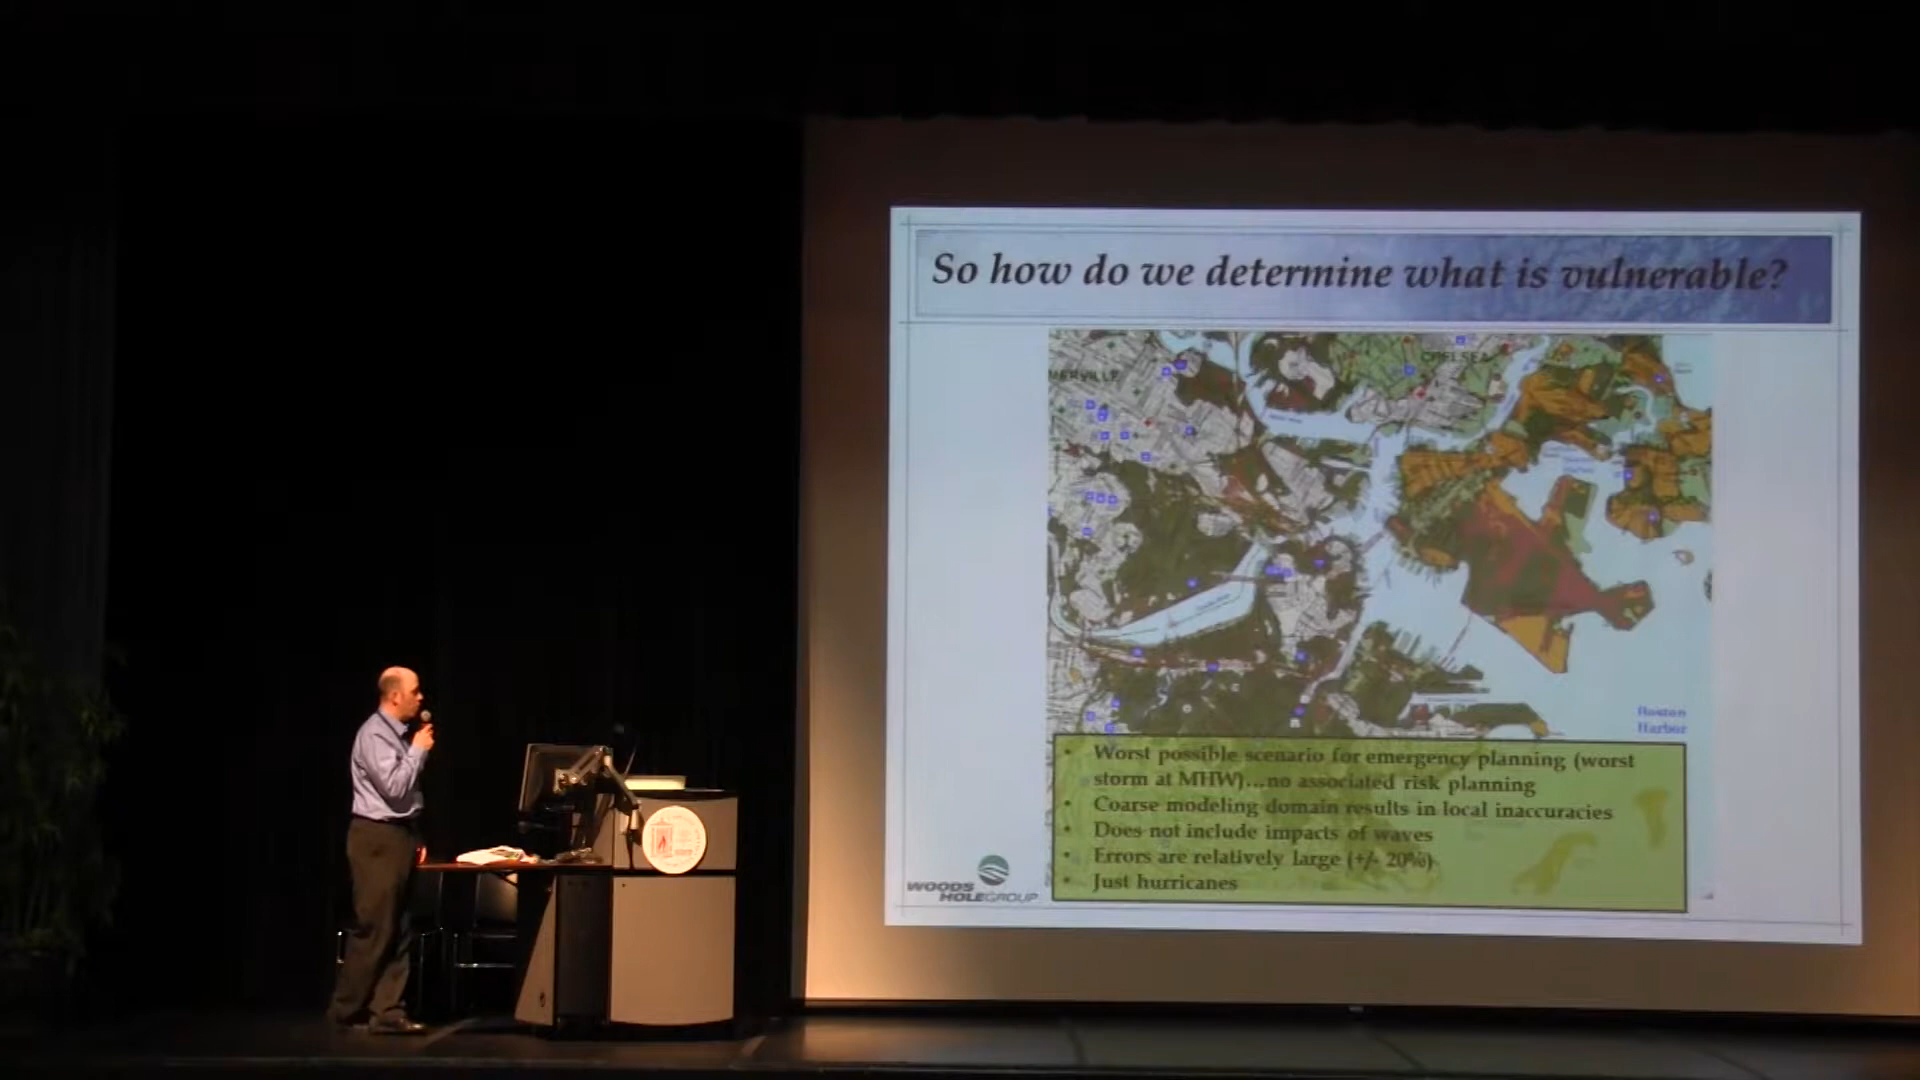 So how do we determine what is vulnerable?
MERVILLE
CHELSEA
Boston
Harbor
• Worst possible scenario for emergency planning (worst
storm at MHW)...no associated risk planning
• Coarse modeling domain results in local inaccuracies
• Does not include impacts of waves
• Errors are relatively large (+/- 20%)
• Just hurricanes
WOODS
HOLEGROUP